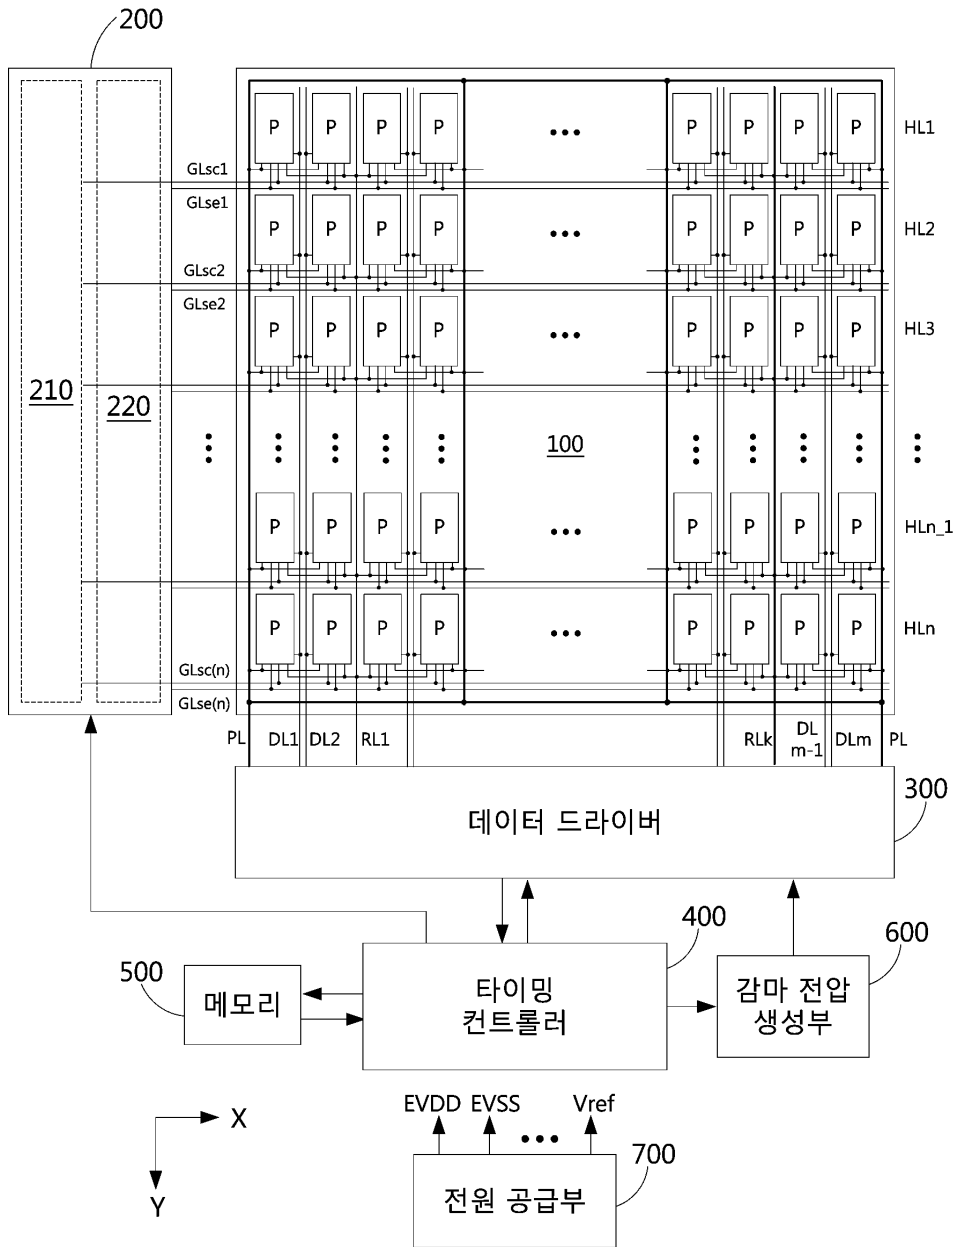 200
P P P P ••• P P P P HL1
GLsc1
GLse1
P P P P ••• P P P P HL2
GLsc2
GLse2
P P P P ••• P P P P HL3
210
220
100
P P P P ••• P P P P HLn_1
P P P P ••• P P P P HLn
GLsc(n)
GLse(n)
PL DL1 DL2 RL1 RLk DL m-1 DLm PL
데이터 드라이버
300
400
타이밍
컨트롤러
500
메모리
600
감마 전압
생성부
EVDD EVSS ••• Vref
700
전원 공급부
X
Y